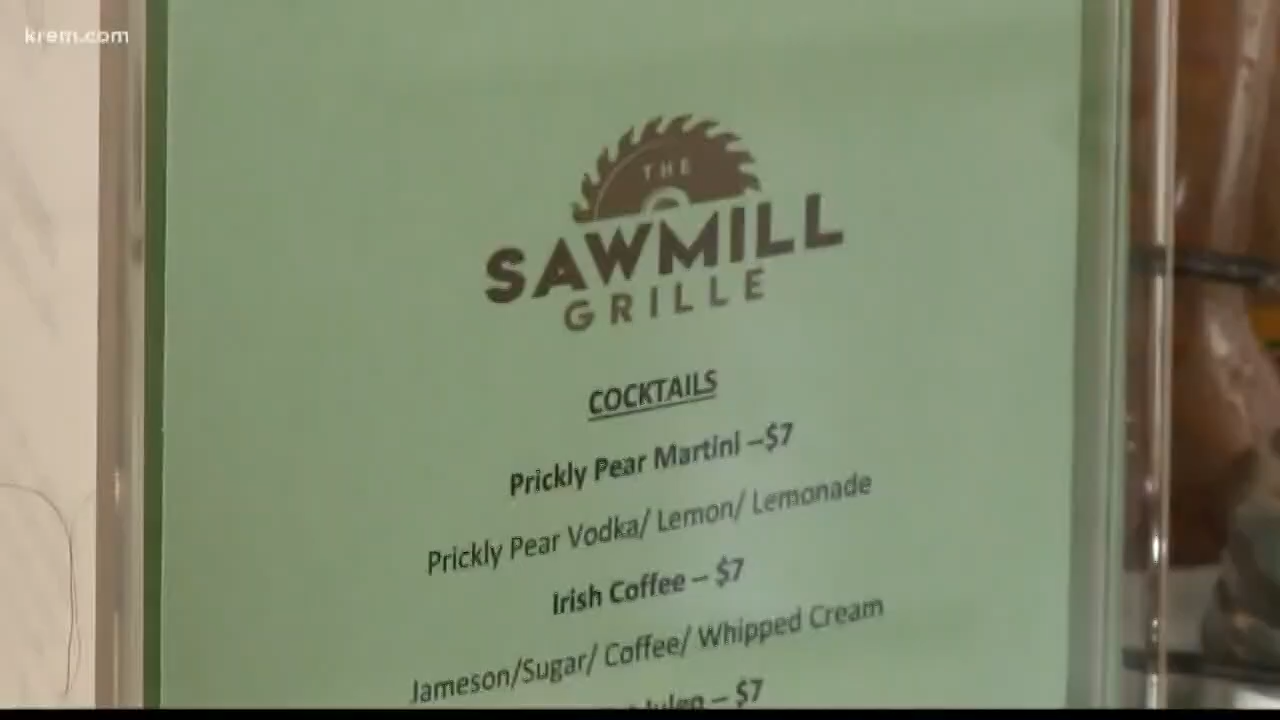 krem.com
THE
SAWMILL
GRILLE
COCKTAILS
Prickly Pear Martini –$7
Prickly Pear Vodka/ Lemon/ Lemonade
Irish Coffee – $7
Jameson/Sugar/ Coffee/ Whipped Cream
– $7